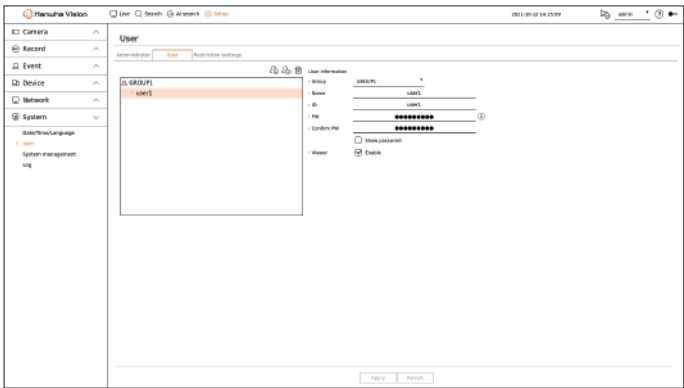 Hanwha Vision
Live Search AI search Setup
2021-10-12 14:25:09
admin
Camera
Record
Event
Device
Network
System
Date/Time/Language
User
System management
Log
User
Administrator User Restriction settings
GROUP1
user1
User information
Group GROUP1
Name user1
ID user1
PW
Confirm PW
Show password
Viewer Enable
Apply Revert